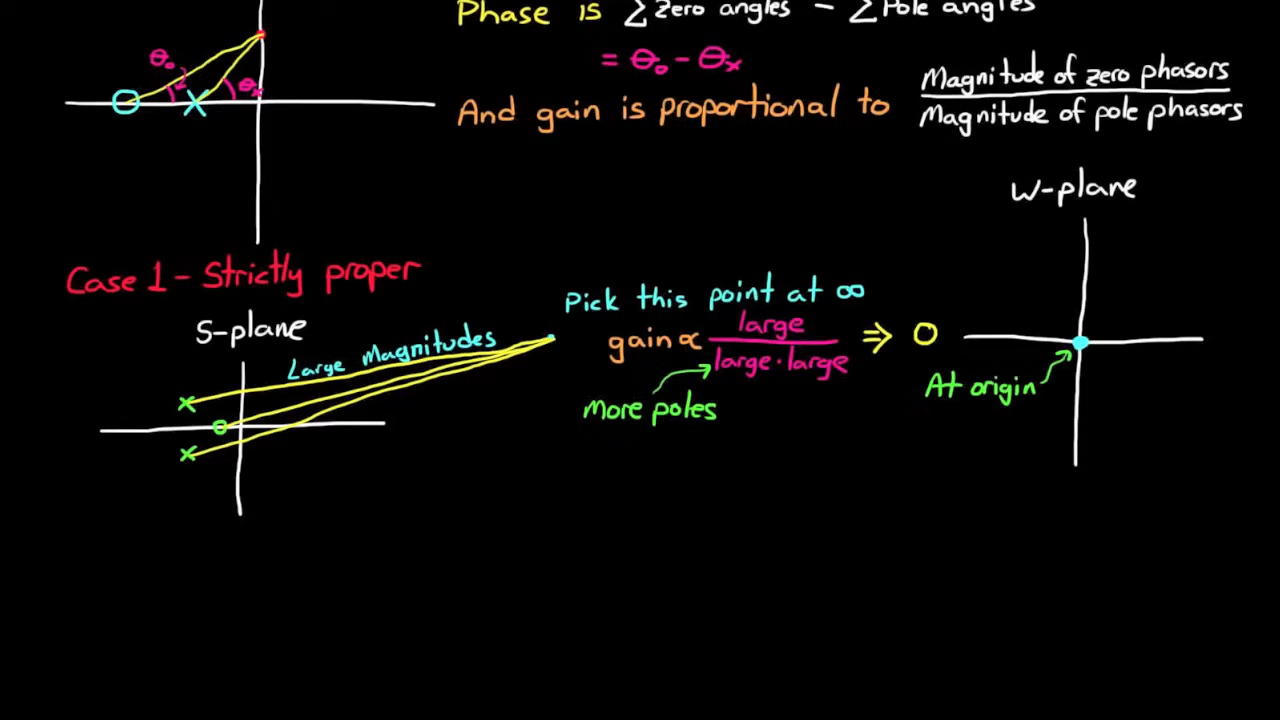 Phase is ∑ Zero angles - ∑ Pole angles
= θ₀ - θₓ
θ₀
θₓ
And gain is proportional to Magnitude of zero phasors / Magnitude of pole phasors
W-plane
Case 1 - Strictly proper
S-plane
Large Magnitudes
Pick this point at ∞
gain ∝ large / large · large ⇒ 0
More poles
At origin